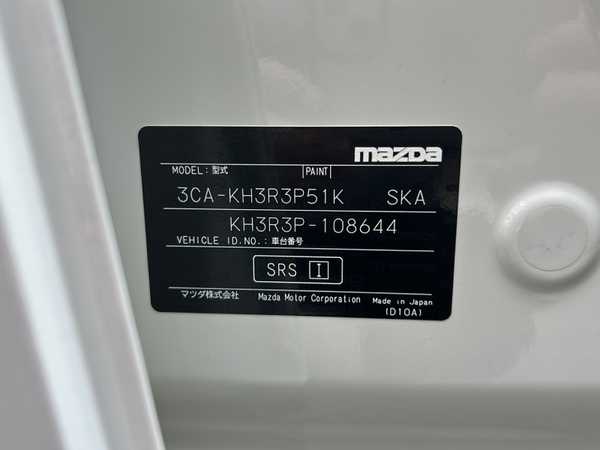 mazda
MODEL:型式 PAINT
3CA-KH3R3P51K SKA
KH3R3P-108644
VEHICLE ID.NO.:車台番号
SRS I
マツダ株式会社 Mazda Motor Corporation Made in Japan
(D10A)